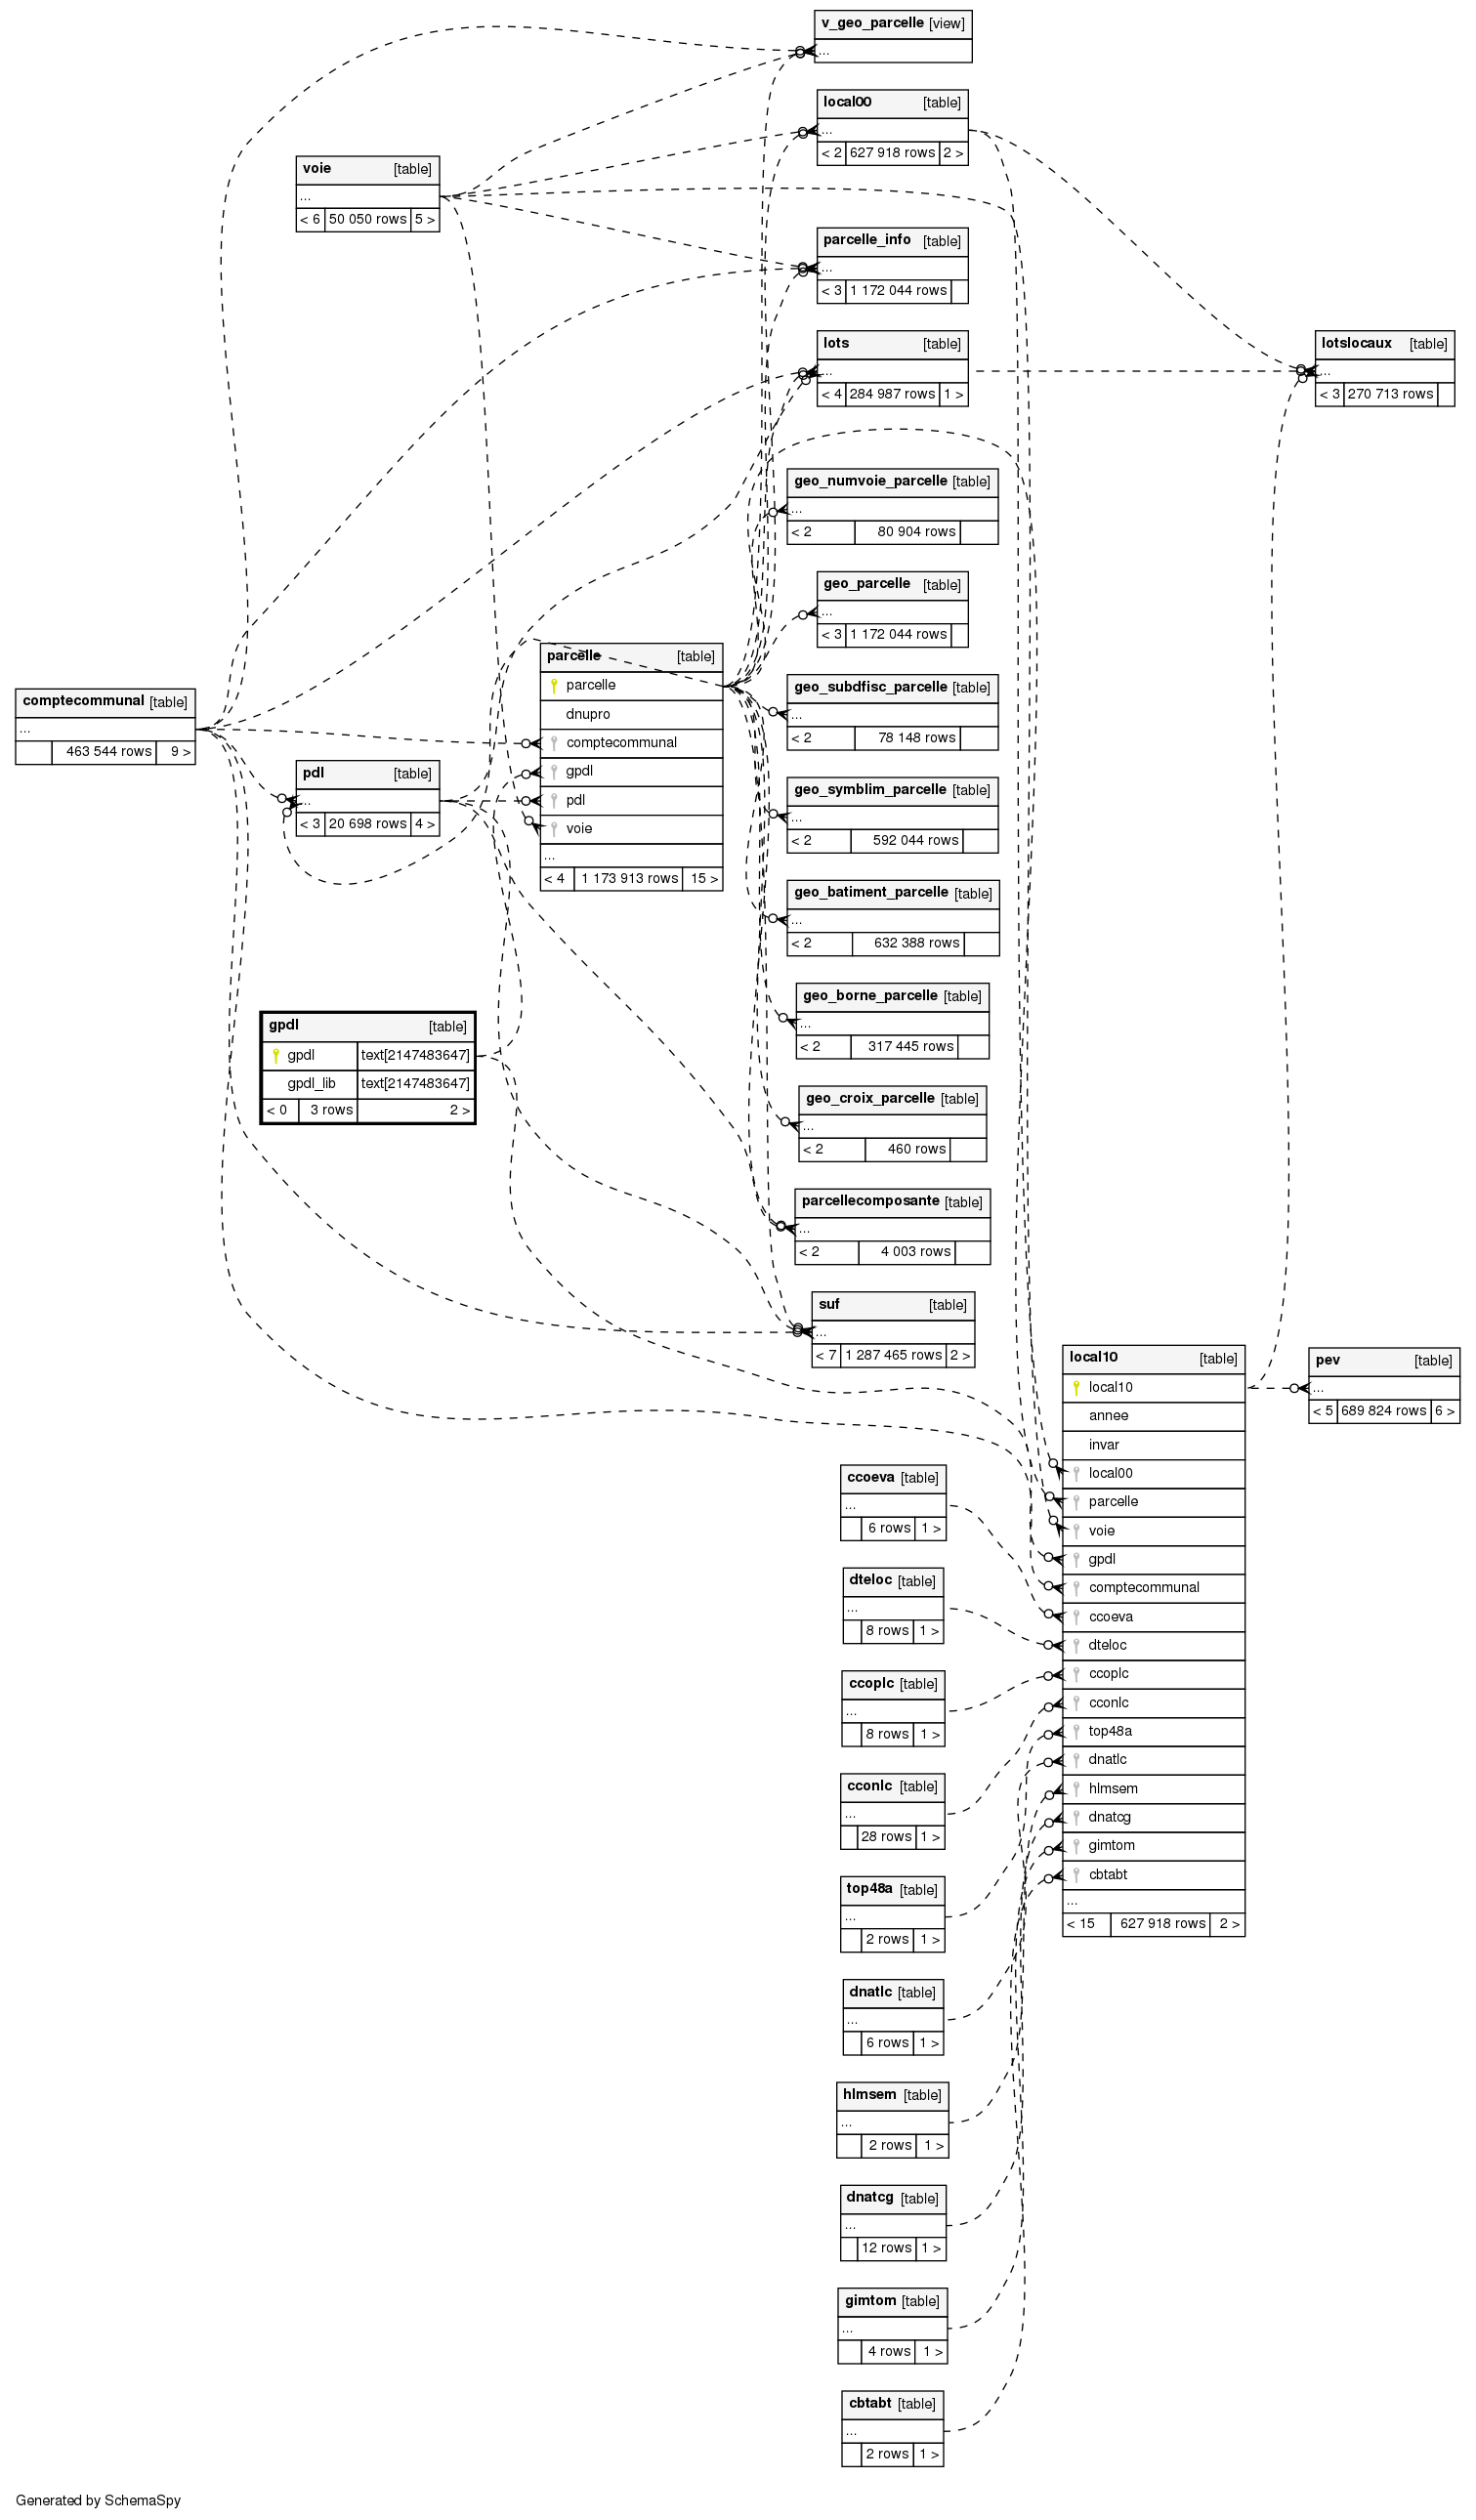 v_geo_parcelle [view]
...
local00 [table]
...
< 2 627 918 rows 2 >
voie [table]
...
< 6 50 050 rows 5 >
parcelle_info [table]
...
< 3 1 172 044 rows
lots [table]
...
< 4 284 987 rows 1 >
lotslocaux [table]
...
< 3 270 713 rows
geo_numvoie_parcelle [table]
...
< 2 80 904 rows
geo_parcelle [table]
...
< 3 1 172 044 rows
parcelle [table]
parcelle
dnupro
comptecommunal
gpdl
pdl
voie
...
< 4 1 173 913 rows 15 >
geo_subdfisc_parcelle [table]
...
< 2 78 148 rows
comptecommunal [table]
...
463 544 rows 9 >
pdl [table]
...
< 3 20 698 rows 4 >
geo_symblim_parcelle [table]
...
< 2 592 044 rows
geo_batiment_parcelle [table]
...
< 2 632 388 rows
geo_borne_parcelle [table]
...
< 2 317 445 rows
gpdl [table]
gpdl text[2147483647]
gpdl_lib text[2147483647]
< 0 3 rows 2 >
geo_croix_parcelle [table]
...
< 2 460 rows
parcellecomposante [table]
...
< 2 4 003 rows
suf [table]
...
< 7 1 287 465 rows 2 >
local10 [table]
local10
annee
invar
local00
parcelle
voie
gpdl
comptecommunal
ccoeva
dteloc
ccoplc
cconlc
top48a
dnatlc
hlmsem
dnatcg
gimtom
cbtabt
...
< 15 627 918 rows 2 >
pev [table]
...
< 5 689 824 rows 6 >
ccoeva [table]
...
6 rows 1 >
dteloc [table]
...
8 rows 1 >
ccoplc [table]
...
8 rows 1 >
cconlc [table]
...
28 rows 1 >
top48a [table]
...
2 rows 1 >
dnatlc [table]
...
6 rows 1 >
hlmsem [table]
...
2 rows 1 >
dnatcg [table]
...
12 rows 1 >
gimtom [table]
...
4 rows 1 >
cbtabt [table]
...
2 rows 1 >
Generated by SchemaSpy